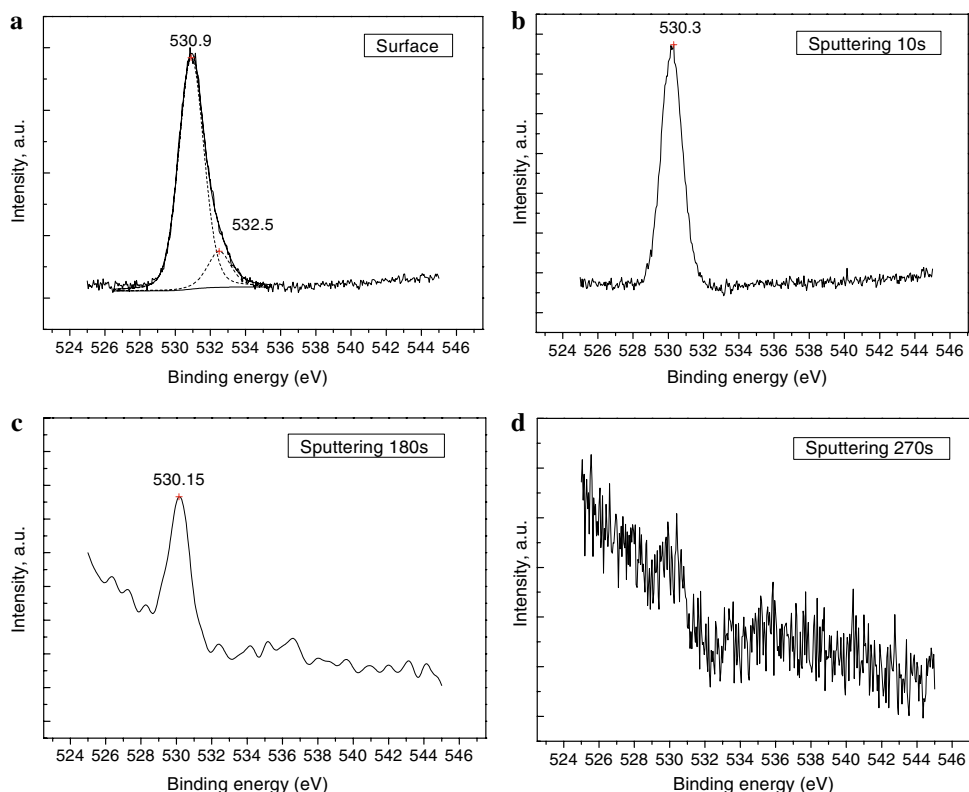 a
530.9
Surface
532.5
Intensity, a.u.
524 526 528 530 532 534 536 538 540 542 544 546
Binding energy (eV)
b
530.3
Sputtering 10s
Intensity, a.u.
524 526 528 530 532 534 536 538 540 542 544 546
Binding energy (eV)
c
Sputtering 180s
530.15
Intensity, a.u.
524 526 528 530 532 534 536 538 540 542 544 546
Binding energy (eV)
d
Sputtering 270s
Intensity, a.u.
524 526 528 530 532 534 536 538 540 542 544 546
Binding energy (eV)